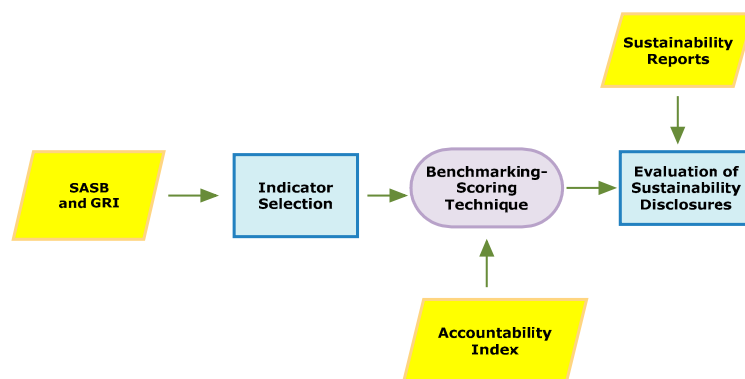 Sustainability
Reports
SASB
and GRI
Indicator
Selection
Benchmarking-
Scoring
Technique
Evaluation of
Sustainability
Disclosures
Accountability
Index